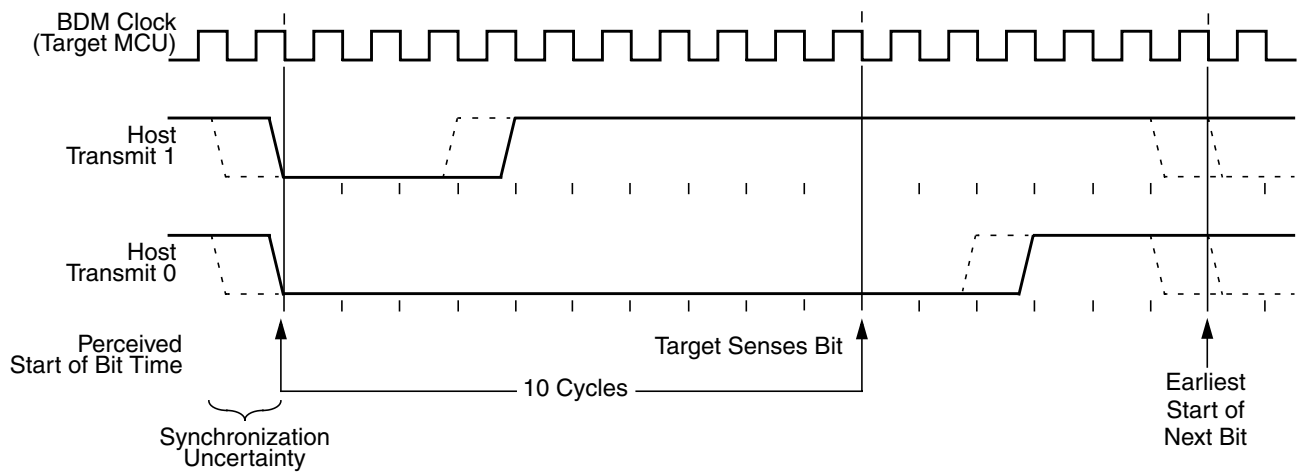 BDM Clock
(Target MCU)
Host
Transmit 1
Host
Transmit 0
Perceived
Start of Bit Time
Target Senses Bit
10 Cycles
Earliest
Start of
Next Bit
Synchronization
Uncertainty